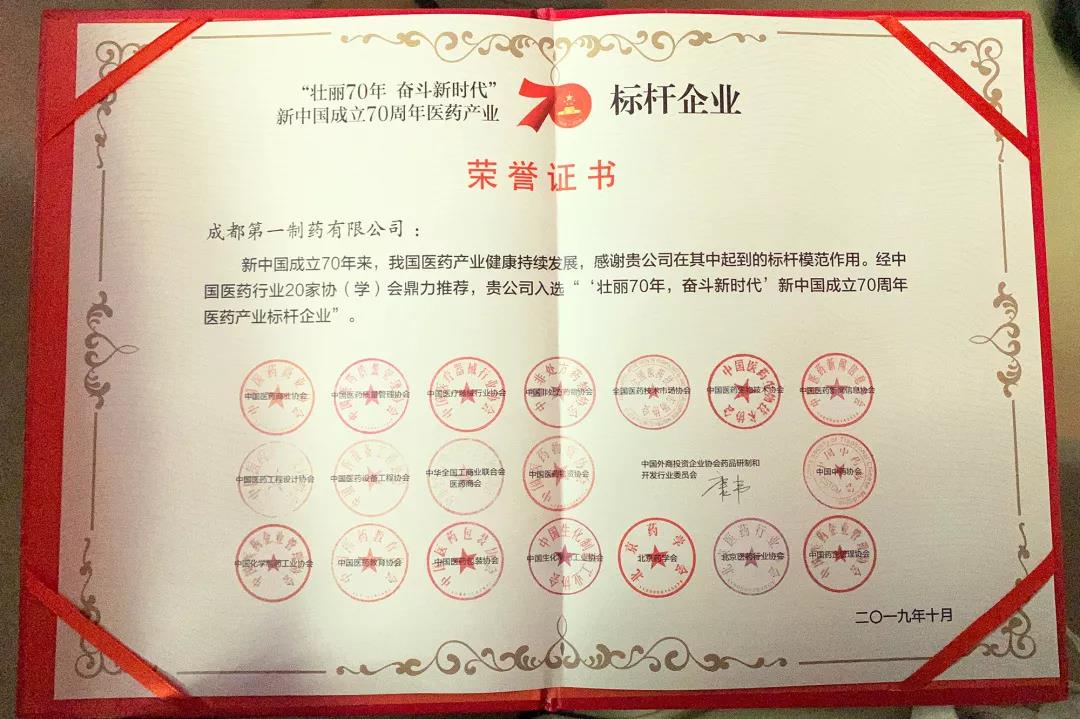 “壮丽70年 奋斗新时代”
新中国成立70周年医药产业
70
标杆企业
荣誉证书
成都第一制药有限公司：
新中国成立70年来，我国医药产业健康持续发展，感谢贵公司在其中起到的标杆模范作用。经中
国医药行业20家协（学）会鼎力推荐，贵公司入选“‘壮丽70年，奋斗新时代’新中国成立70周年
医药产业标杆企业”。
中国医药商业协会
中国医药质量管理协会
中国医疗器械行业协会
中国非处方药物协会
全国医药技术市场协会
中国医药生物技术协会
中国医药新闻信息协会
中国医药工程设计协会
中国医药设备工程协会
中华全国工商业联合会
医药商会
中国医药物资协会
中国外商投资企业协会药品研制和
开发行业委员会
中国中药协会
中国化学制药工业协会
中国医药教育协会
中国医药包装协会
中国生化制药工业协会
北京药学会
北京医药行业协会
二〇一九年十月